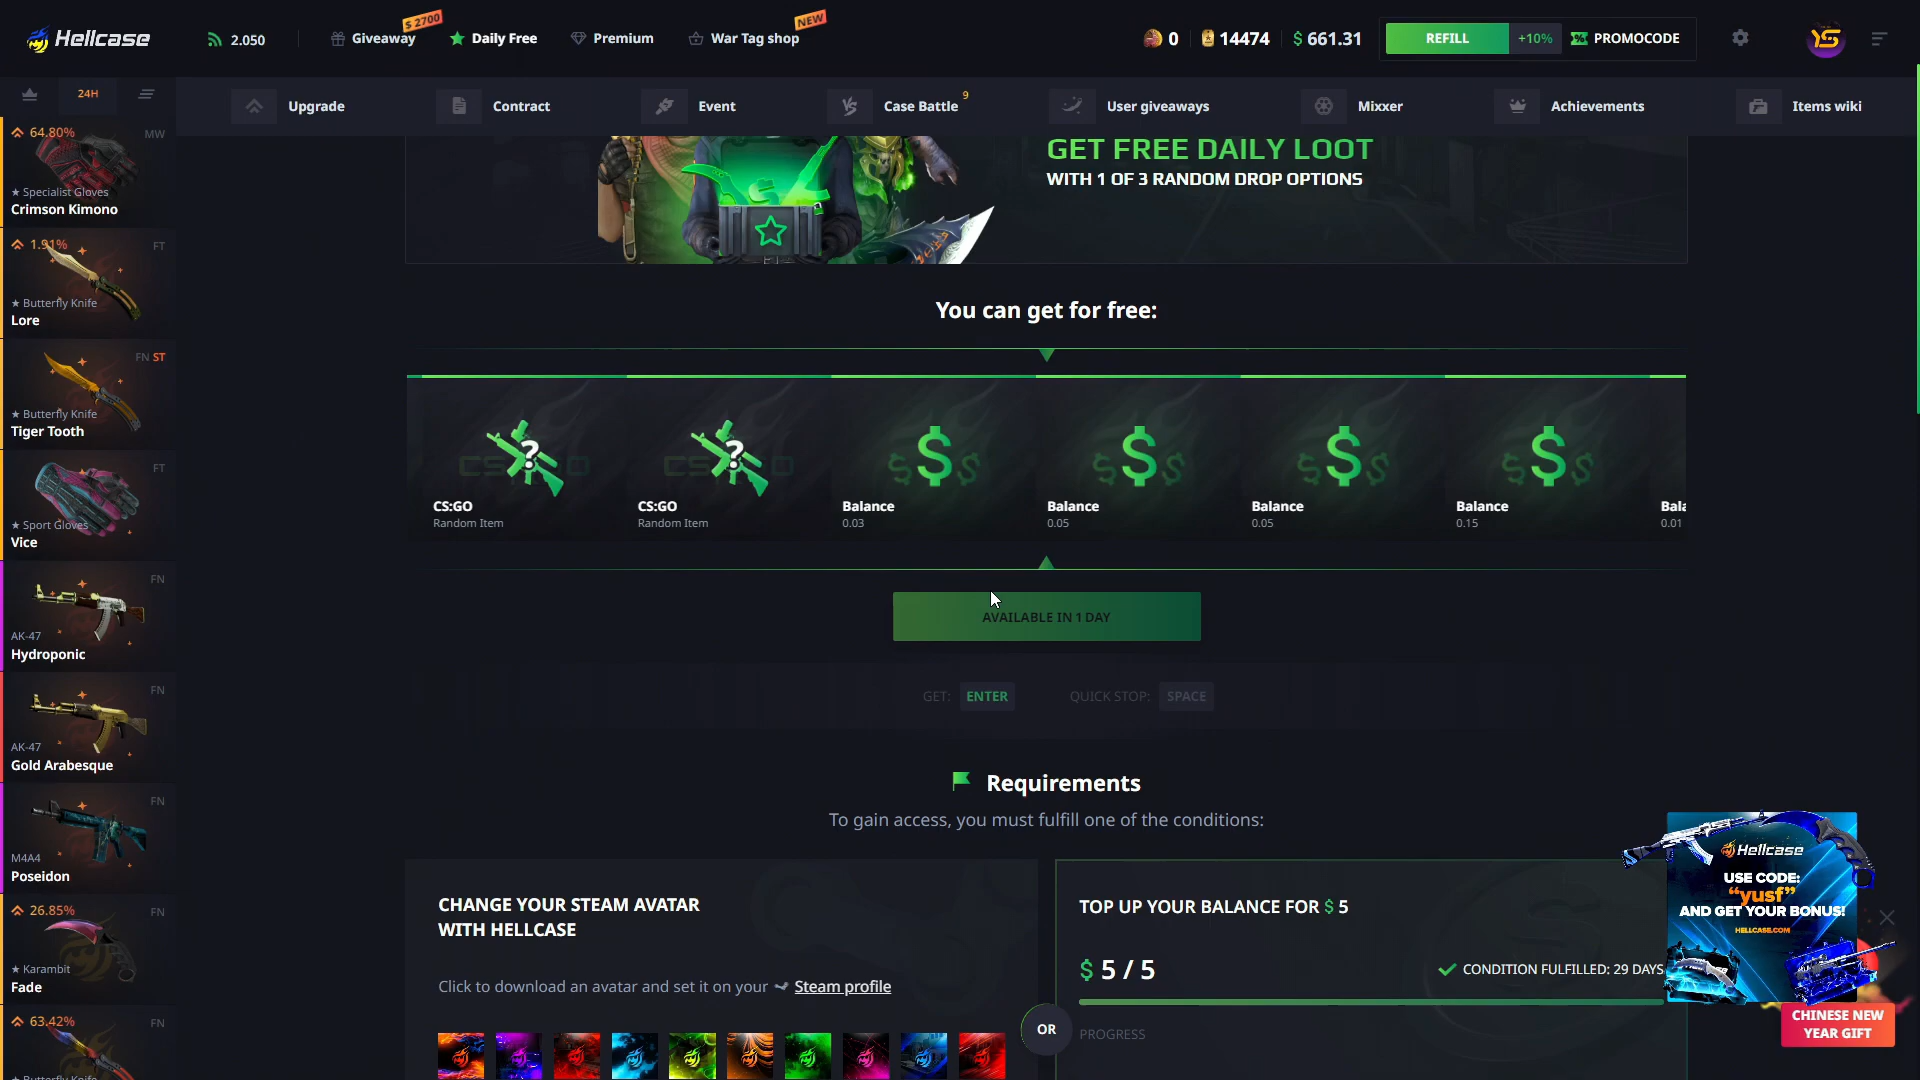 Hellcase
2.050
Giveaway
$ 2700
Daily Free
Premium
War Tag shop
NEW
0
14474
$ 661.31
REFILL
+10%
PROMOCODE
YS
24H
Upgrade
Contract
Event
Case Battle
9
User giveaways
Mixxer
Achievements
Items wiki
64.80%
MW
★ Specialist Gloves
Crimson Kimono
1.91%
FT
★ Butterfly Knife
Lore
FN ST
★ Butterfly Knife
Tiger Tooth
FT
★ Sport Gloves
Vice
FN
AK-47
Hydroponic
FN
AK-47
Gold Arabesque
FN
M4A4
Poseidon
26.85%
FN
★ Karambit
Fade
63.42%
FN
★ Butterfly Knife
GET FREE DAILY LOOT
WITH 1 OF 3 RANDOM DROP OPTIONS
You can get for free:
CS:GO
Random Item
CS:GO
Random Item
Balance
0.03
Balance
0.05
Balance
0.05
Balance
0.15
Bala
0.01
AVAILABLE IN 1 DAY
GET: ENTER
QUICK STOP: SPACE
Requirements
To gain access, you must fulfill one of the conditions:
CHANGE YOUR STEAM AVATAR
WITH HELLCASE
Click to download an avatar and set it on your Steam profile
OR
TOP UP YOUR BALANCE FOR $ 5
$ 5 / 5
CONDITION FULFILLED: 29 DAYS
PROGRESS
Hellcase
USE CODE:
"yusf"
AND GET YOUR BONUS!
HELLCASE.COM
CHINESE NEW
YEAR GIFT